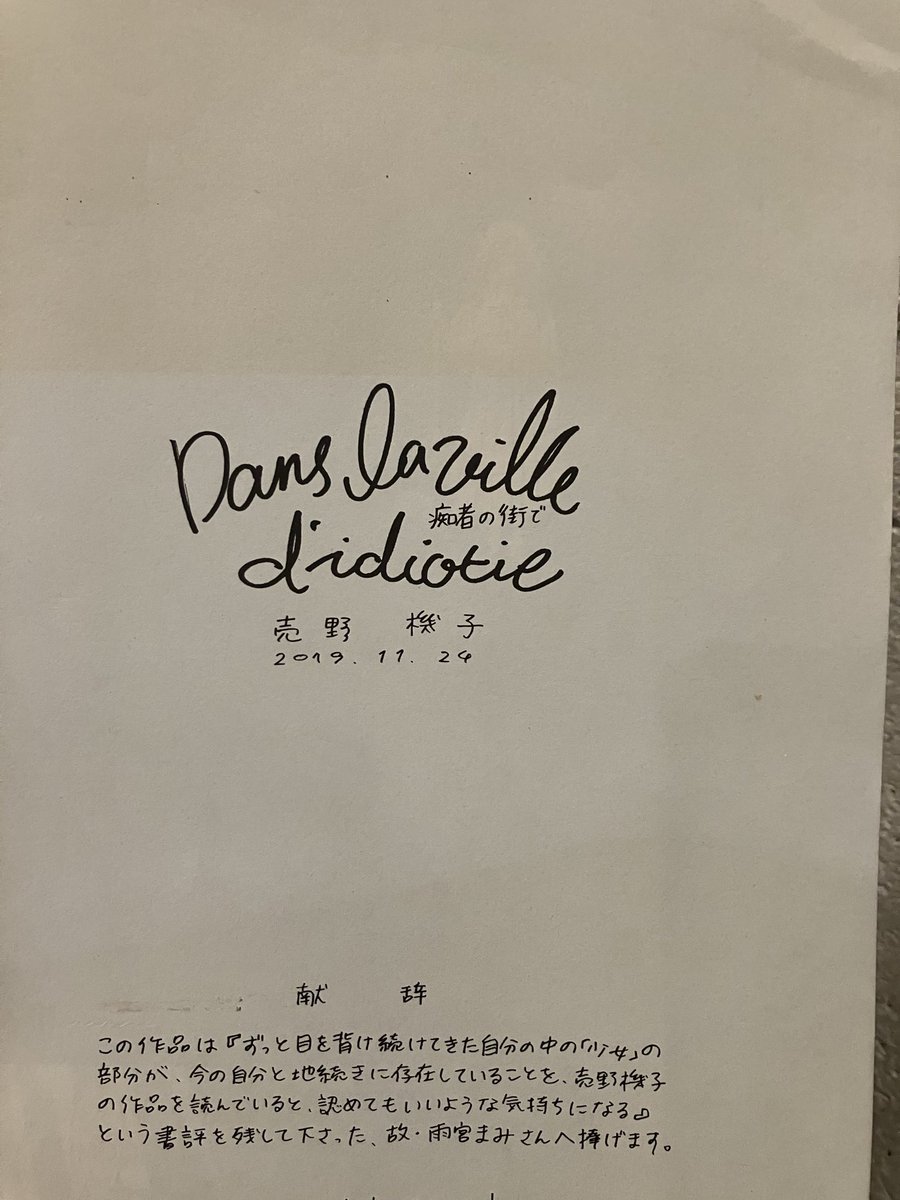 Dans la ville
痴者の街で
d'idiotie
売野 機子
2019. 11. 24
献 辞
この作品は『ずっと目を背け続けてきた自分の中の「少女」の
部分が、今の自分と地続きに存在していることを、売野機子
の作品を読んでいると、認めてもいいような気持ちになる』
という書評を残して下さった、故・雨宮まみさんへ捧げます。